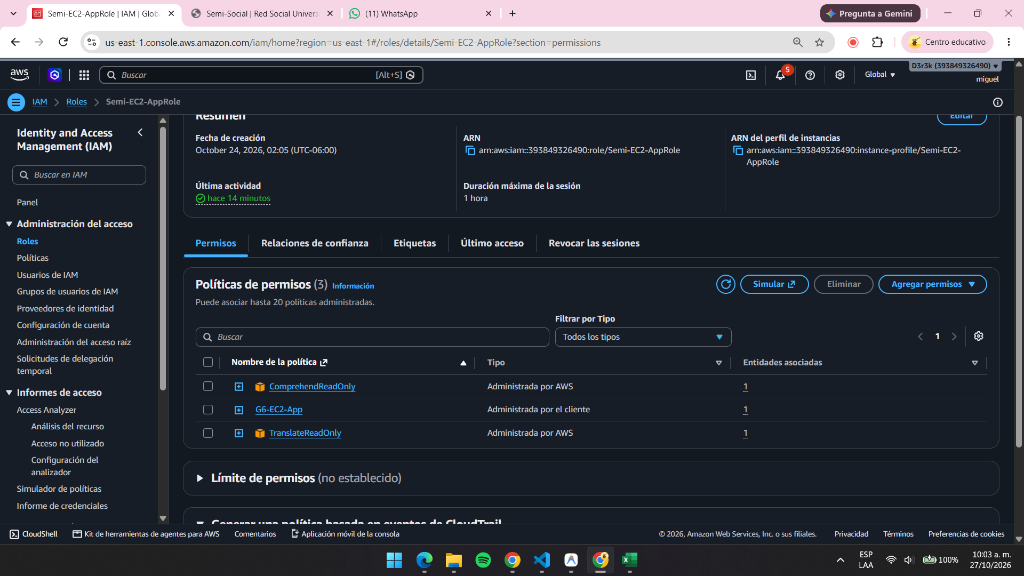 Semi-EC2-AppRole | IAM | Glob
Semi-Social | Red Social Univers
(11) WhatsApp
Pregunta a Gemini
us-east-1.console.aws.amazon.com/iam/home?region=us-east-1#/roles/details/Semi-EC2-AppRole?section=permissions
Centro educativo
aws
Buscar
[Alt+S]
5
Global
D3r3k (393849326490)
miguel
IAM
Roles
Semi-EC2-AppRole
Identity and Access
Management (IAM)
Buscar en IAM
Panel
Administración del acceso
Roles
Políticas
Usuarios de IAM
Grupos de usuarios de IAM
Proveedores de identidad
Configuración de cuenta
Administración del acceso raíz
Solicitudes de delegación
temporal
Informes de acceso
Access Analyzer
Análisis del recurso
Acceso no utilizado
Configuración del
analizador
Simulador de políticas
Informe de credenciales
Resumen
Editar
Fecha de creación
October 24, 2026, 02:05 (UTC-06:00)
ARN
arn:aws:iam::393849326490:role/Semi-EC2-AppRole
ARN del perfil de instancias
arn:aws:iam::393849326490:instance-profile/Semi-EC2-
AppRole
Última actividad
hace 14 minutos
Duración máxima de la sesión
1 hora
Permisos
Relaciones de confianza
Etiquetas
Último acceso
Revocar las sesiones
Políticas de permisos (3)
Información
Puede asociar hasta 20 políticas administradas.
Simular
Eliminar
Agregar permisos
Filtrar por Tipo
Buscar
Todos los tipos
1
Nombre de la política
Tipo
Entidades asociadas
ComprehendReadOnly
Administrada por AWS
1
G6-EC2-App
Administrada por el cliente
1
TranslateReadOnly
Administrada por AWS
1
Límite de permisos (no establecido)
Generar una política basada en eventos de CloudTrail
CloudShell
Kit de herramientas de agentes para AWS
Comentarios
Aplicación móvil de la consola
© 2026, Amazon Web Services, Inc. o sus filiales.
Privacidad
Términos
Preferencias de cookies
ESP
LAA
100%
10:03 a. m.
27/10/2026